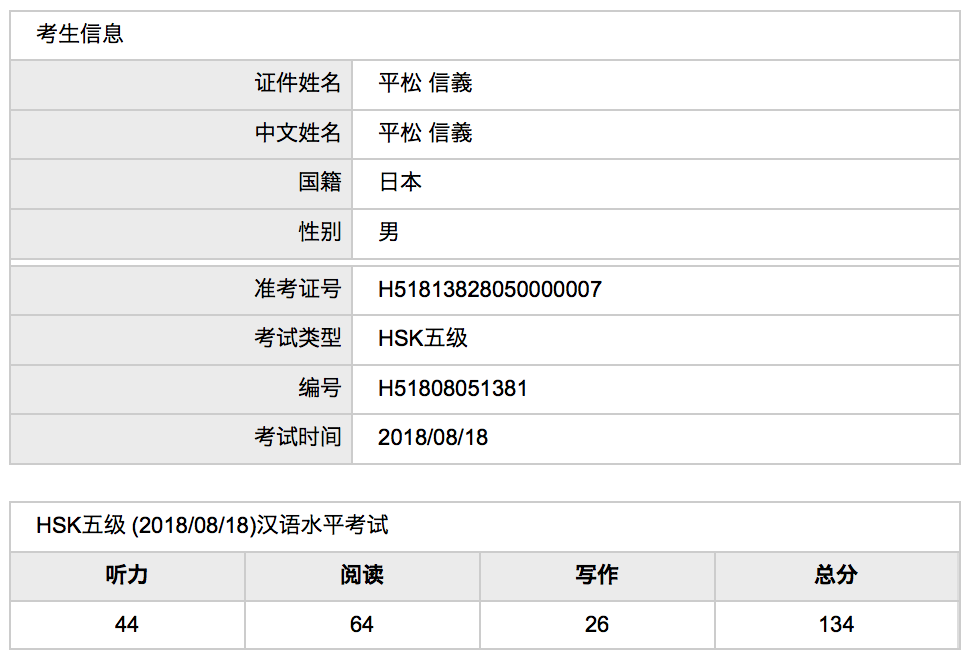 考生信息
证件姓名 平松 信義
中文姓名 平松 信義
国籍 日本
性别 男
准考证号 H51813828050000007
考试类型 HSK五级
编号 H51808051381
考试时间 2018/08/18
HSK五级 (2018/08/18)汉语水平考试
听力 阅读 写作 总分
44 64 26 134